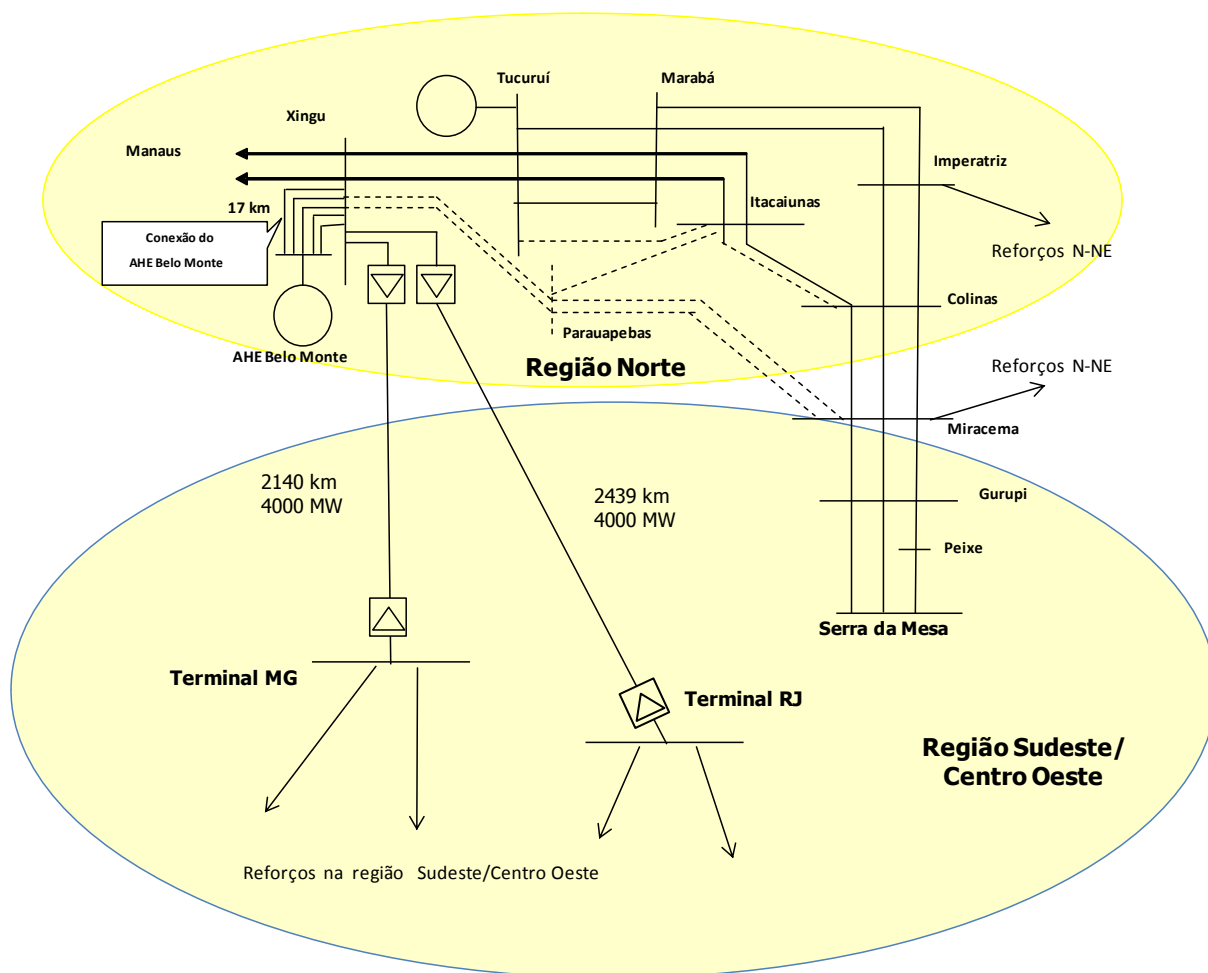 Tucuruí
Marabá
Xingu
Manaus
Imperatriz
17 km
Itacaiunas
Conexão do
AHE Belo Monte
Reforços N-NE
Colinas
Parauapebas
AHE Belo Monte
Região Norte
Reforços N-NE
Miracema
2140 km
4000 MW
2439 km
4000 MW
Gurupi
Peixe
Serra da Mesa
Terminal MG
Terminal RJ
Região Sudeste/
Centro Oeste
Reforços na região Sudeste/Centro Oeste